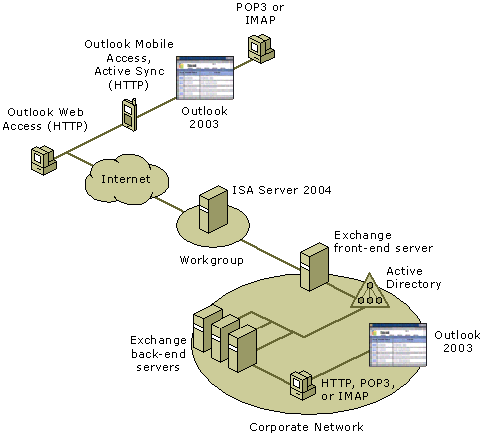 POP3 or
IMAP
Outlook Mobile
Access,
Active Sync
(HTTP)
Outlook
2003
Outlook Web
Access (HTTP)
Internet
ISA Server 2004
Workgroup
Exchange
front-end server
Active
Directory
Exchange
back-end
servers
Outlook
2003
HTTP, POP3,
or IMAP
Corporate Network